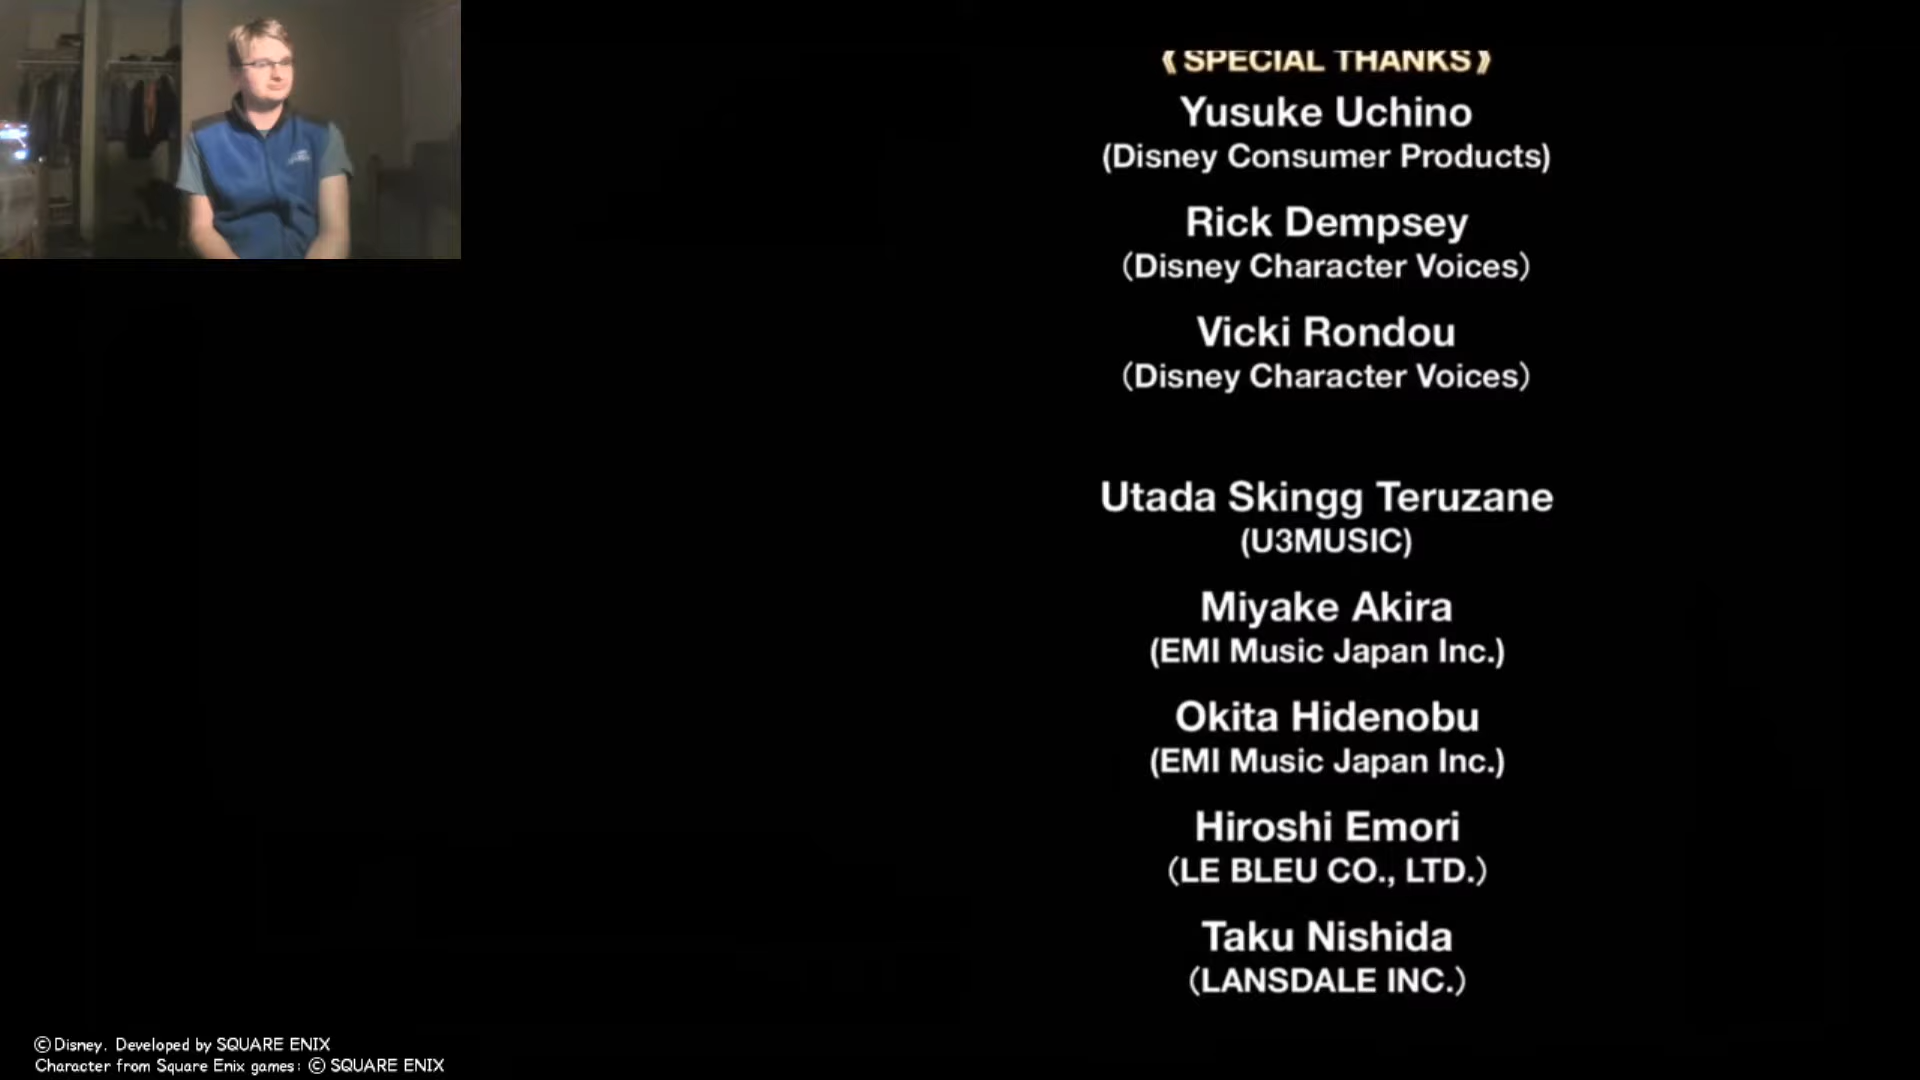 《SPECIAL THANKS》
Yusuke Uchino
(Disney Consumer Products)
Rick Dempsey
(Disney Character Voices)
Vicki Rondou
(Disney Character Voices)
Utada Skingg Teruzane
(U3MUSIC)
Miyake Akira
(EMI Music Japan Inc.)
Okita Hidenobu
(EMI Music Japan Inc.)
Hiroshi Emori
(LE BLEU CO., LTD.)
Taku Nishida
(LANSDALE INC.)
©Disney. Developed by SQUARE ENIX
Character from Square Enix games: © SQUARE ENIX